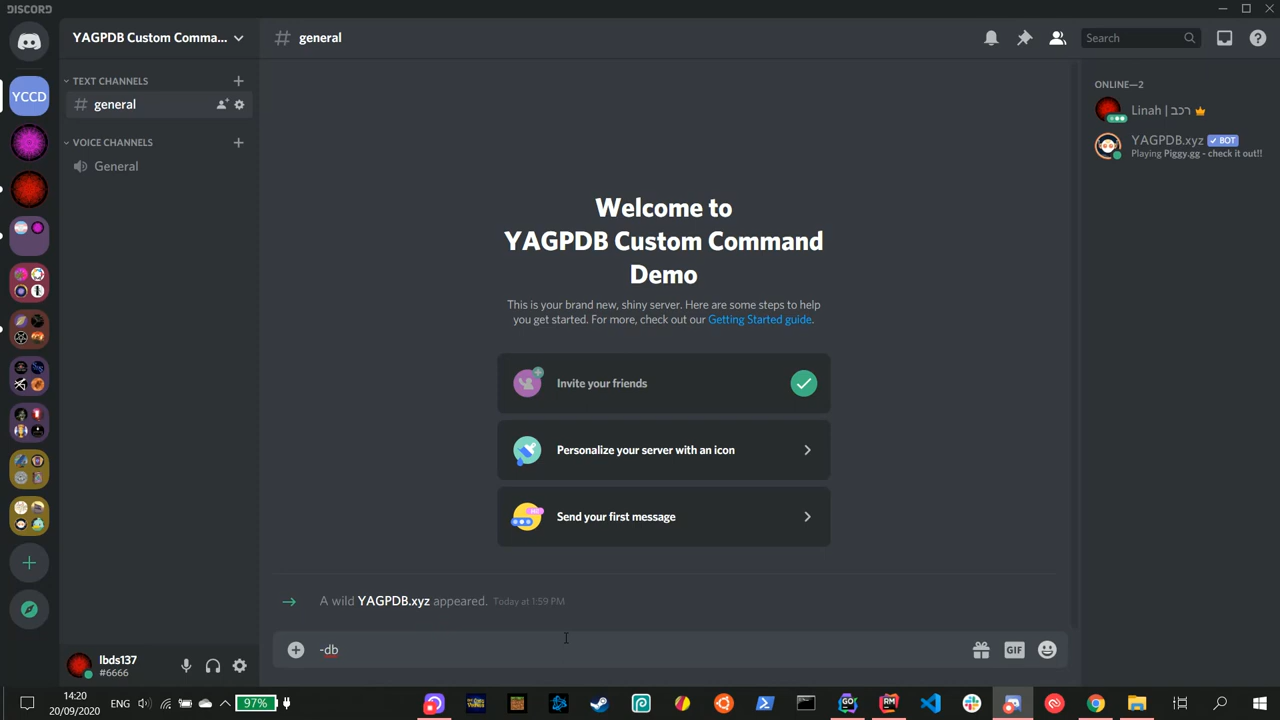 DISCORD
YAGPDB Custom Comma...
# general
Search
TEXT CHANNELS
general
VOICE CHANNELS
General
YCCD
ONLINE—2
Linah | רכב
YAGPDB.xyz ✓ BOT
Playing Piggy.gg - check it out!!
Welcome to
YAGPDB Custom Command
Demo
This is your brand new, shiny server. Here are some steps to help
you get started. For more, check out our Getting Started guide.
Invite your friends
Personalize your server with an icon
Send your first message
A wild YAGPDB.xyz appeared. Today at 1:59 PM
-db
GIF
lbds137
#6666
14:20
20/09/2020
ENG
97%